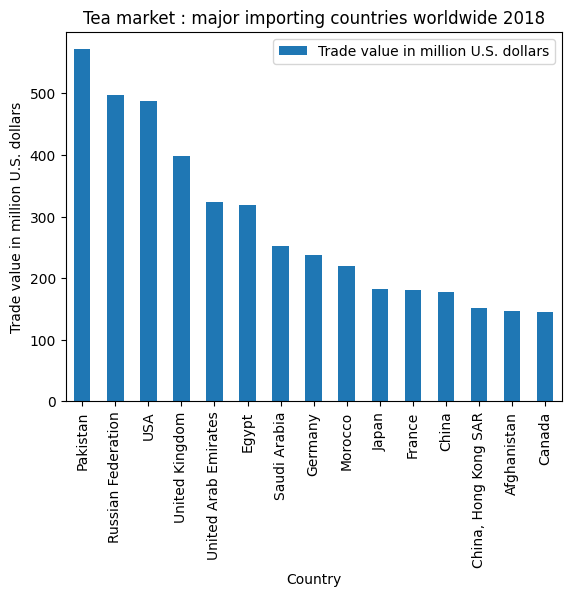 Tea market : major importing countries worldwide 2018
Trade value in million U.S. dollars
Trade value in million U.S. dollars
500
400
300
200
100
0
Pakistan
Russian Federation
USA
United Kingdom
United Arab Emirates
Egypt
Saudi Arabia
Germany
Morocco
Japan
France
China
China, Hong Kong SAR
Afghanistan
Canada
Country